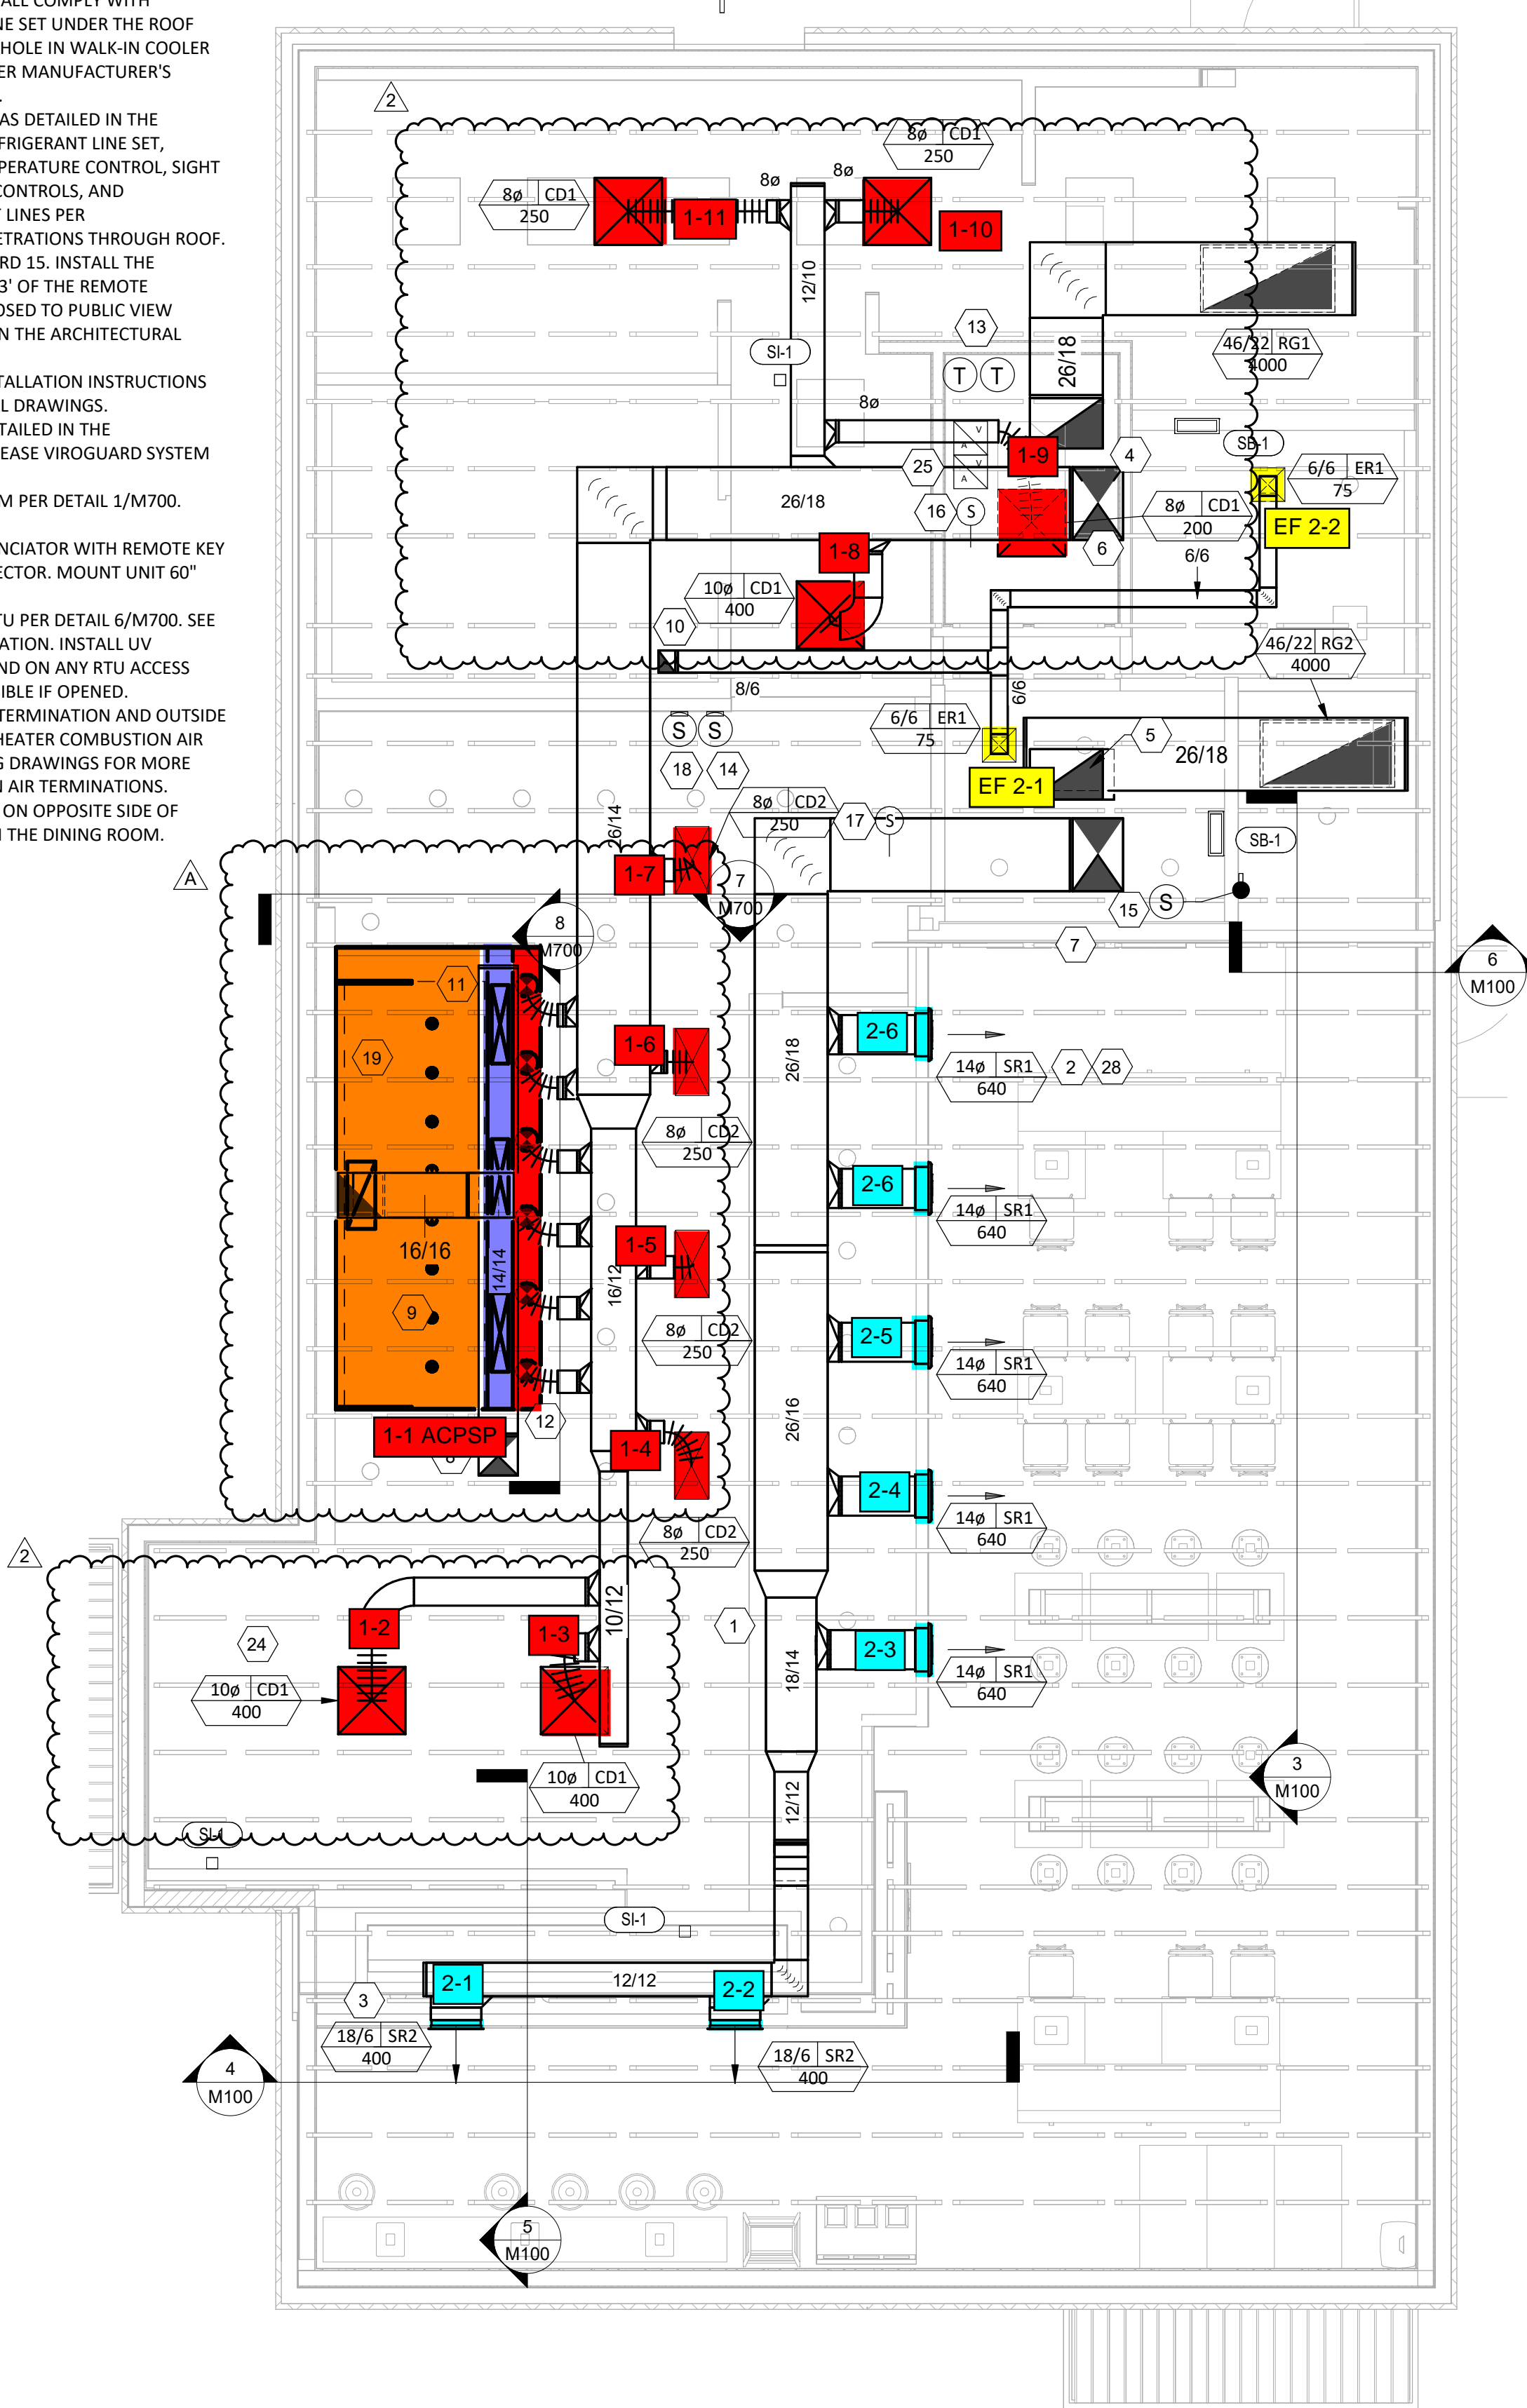 ALL COMPLY WITH
NE SET UNDER THE ROOF
HOLE IN WALK-IN COOLER
ER MANUFACTURER'S
AS DETAILED IN THE
FRIGERANT LINE SET,
PERATURE CONTROL, SIGHT
CONTROLS, AND
T LINES PER
ETRATIONS THROUGH ROOF.
RD 15. INSTALL THE
3' OF THE REMOTE
OSED TO PUBLIC VIEW
N THE ARCHITECTURAL
TALLATION INSTRUCTIONS
L DRAWINGS.
TAILED IN THE
EASE VIROGUARD SYSTEM
M PER DETAIL 1/M700.
NCIATOR WITH REMOTE KEY
ECTOR. MOUNT UNIT 60"
TU PER DETAIL 6/M700. SEE
ATION. INSTALL UV
ND ON ANY RTU ACCESS
IBLE IF OPENED.
TERMINATION AND OUTSIDE
HEATER COMBUSTION AIR
G DRAWINGS FOR MORE
N AIR TERMINATIONS.
ON OPPOSITE SIDE OF
N THE DINING ROOM.
2
8ø CD1
250
8ø
8ø
8ø CD1
250
1-11
1-10
12/10
13
SI-1
T T
26/18
46/22 RG1
4000
8ø
V
A
V
A
25
1-9
4
SB-1
6/6 ER1
75
26/18
16
S
8ø CD1
200
EF 2-2
1-8
6
6/6
10ø CD1
400
10
46/22 RG2
4000
8/6
6/6
6/6 ER1
75
S S
18
14
5
26/18
EF 2-1
8ø CD2
250
17
S
26/14
SB-1
1-7
A
7
M700
8
M700
15
S
7
6
M100
11
19
1-6
26/18
2-6
14ø SR1
640
2
28
8ø CD2
250
2-6
14ø SR1
640
16/16
14/14
1-5
16/12
9
8ø CD2
250
2-5
14ø SR1
640
26/16
12
1-1 ACPSP
1-4
2-4
14ø SR1
640
8ø CD2
250
2
10/12
1
1-2
1-3
24
2-3
14ø SR1
640
18/14
10ø CD1
400
10ø CD1
400
3
M100
12/12
SI-1
SI-1
2-1
12/12
2-2
3
18/6 SR2
400
18/6 SR2
400
4
M100
5
M100